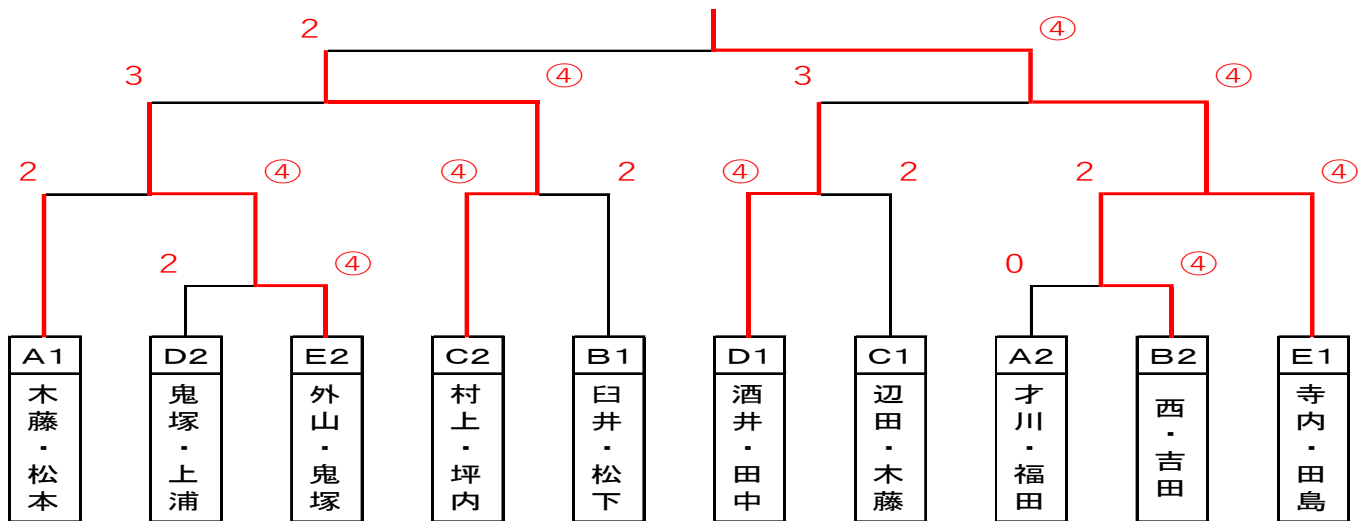 2 ④
3 ④ 3 ④
2 ④ ④ 2 ④ 2 2 ④
2 ④ 0 ④
A1 D2 E2 C2 B1 D1 C1 A2 B2 E1
木藤・松本
鬼塚・上浦
外山・鬼塚
村上・坪内
臼井・松下
酒井・田中
辺田・木藤
才川・福田
西・吉田
寺内・田島